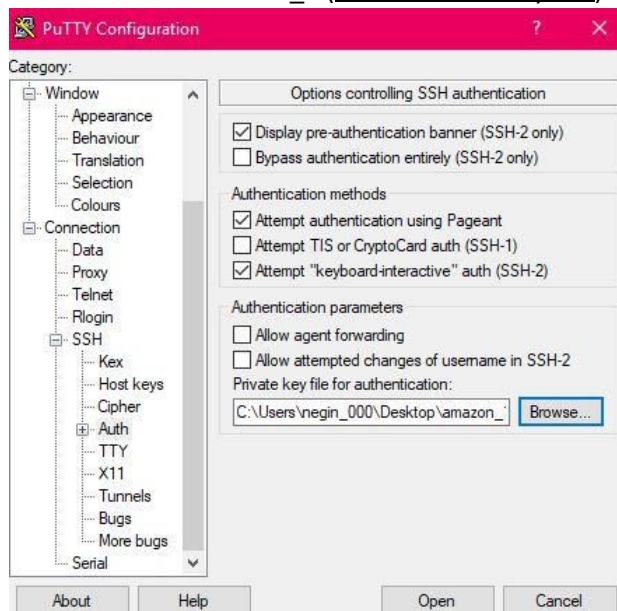 PuTTY Configuration
Category:
Window
Appearance
Behaviour
Translation
Selection
Colours
Connection
Data
Proxy
Telnet
Rlogin
SSH
Kex
Host keys
Cipher
Auth
TTY
X11
Tunnels
Bugs
More bugs
Serial
Options controlling SSH authentication
Display pre-authentication banner (SSH-2 only)
Bypass authentication entirely (SSH-2 only)
Authentication methods
Attempt authentication using Pageant
Attempt TIS or CryptoCard auth (SSH-1)
Attempt "keyboard-interactive" auth (SSH-2)
Authentication parameters
Allow agent forwarding
Allow attempted changes of username in SSH-2
Private key file for authentication:
C:\Users\negin_000\Desktop\amazon_ Browse...
About Help Open Cancel